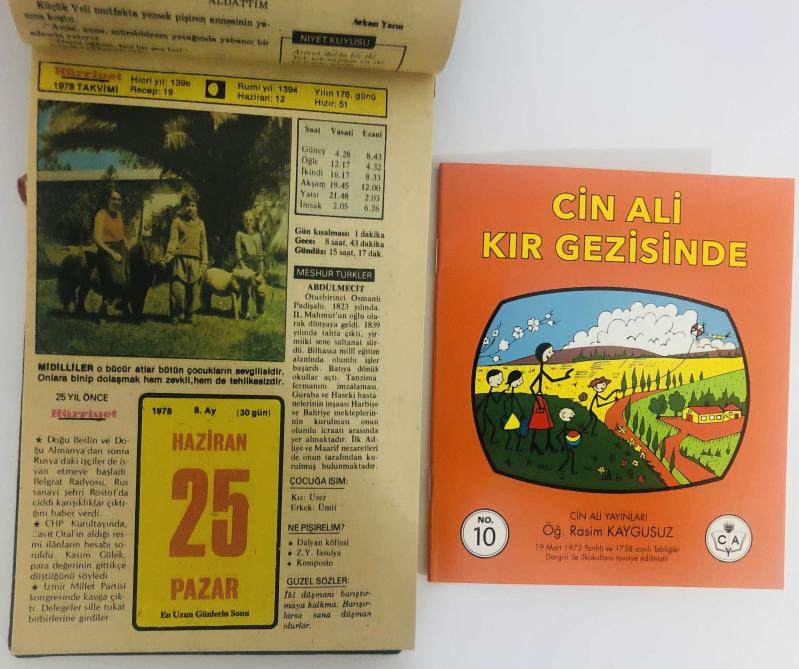 ALDATTIM
Küçük Veli mutfakta yemek pişiren annesinin ya-
nına koştu.
"Anne, anne, mürebbiyem yatağında yabancı bir
Arkası Yarın
NİYET KUYUSU
Hürriyet
1978 TAKVİMİ
Hicri yıl: 1398
Recep: 19
Rumi yıl: 1394
Haziran: 12
Yılın 176. günü
Hızır: 51
Saat Vasati Ezani
Güneş 4.28 8.43
Öğle 12.17 4.32
İkindi 16.17 8.33
Akşam 19.45 12.00
Yatsı 21.48 2.03
İmsak 2.05 6.26
Gün kısalması: 1 dakika
Gece: 8 saat, 43 dakika
Gündüz: 15 saat, 17 dak.
MİDİLLİLER o bücür atlar bütün çocukların sevgilisidir.
Onlara binip dolaşmak hem zevkli, hem de tehlikesizdir.
MEŞHUR TÜRKLER
ABDÜLMECİT
Otuzbirinci Osmanlı
Padişahı. 1823 yılında,
II. Mahmut'un oğlu ola-
rak dünyaya geldi. 1839
yılında tahta çıktı, yir-
miiki sene saltanat sür-
dü. Bilhassa millî eğitim
alanında olumlu işler
başardı. Batıya dönük
okullar açtı. Tanzima
fermanını imzalaması,
Guraba ve Haseki hasta-
nelerinin inşaası Harbiye
ve Bahriye mekteplerin-
nin kurulması onun
olumlu icraatı arasında
yer almaktadır. İlk Ad-
liye ve Maarif nezaretleri
de onun tarafından ku-
rulmuş bulunmaktadır.
ÇOCUĞA İSİM:
Kız: Üzer
Erkek: Ümit
NE PİŞİRELİM?
★ Dalyan köftesi
★ Z.Y. fasulya
★ Komposto
GÜZEL SÖZLER:
İki düşmanı barıştır-
maya kalkma. Barışır-
larsa sana düşman
olurlar.
25 YIL ÖNCE
Hürriyet
★ Doğu Berlin ve Do-
ğu Almanya'dan sonra
Rusya'daki işçiler de is-
yan etmeye başladı.
Belgrat Radyosu, Rus
sanayi şehri Rostof'da
ciddi karışıklıklar çıktı-
ğını haber verdi.
★ CHP Kurultayında,
Cavit Oral'ın aldığı res-
mi ilânların hesabı so-
ruldu. Kasım Gülek,
para değerinin gittikçe
düştüğünü söyledi
★ İzmir Millet Partisi
kongresinde kavga çık-
tı. Delegeler sille tokat
birbirlerine girdiler.
1978 6. Ay (30 gün)
HAZİRAN
25
PAZAR
En Uzun Günlerin Sonu
CİN ALİ
KIR GEZİSİNDE
NO.
10
CİN ALİ YAYINLARI
Öğ. Rasim KAYGUSUZ
19 Mart 1973 Tarihli ve 1738 sayılı Tebliğler
Dergisi ile ilkokullara tavsiye edilmiştir
C A
Y